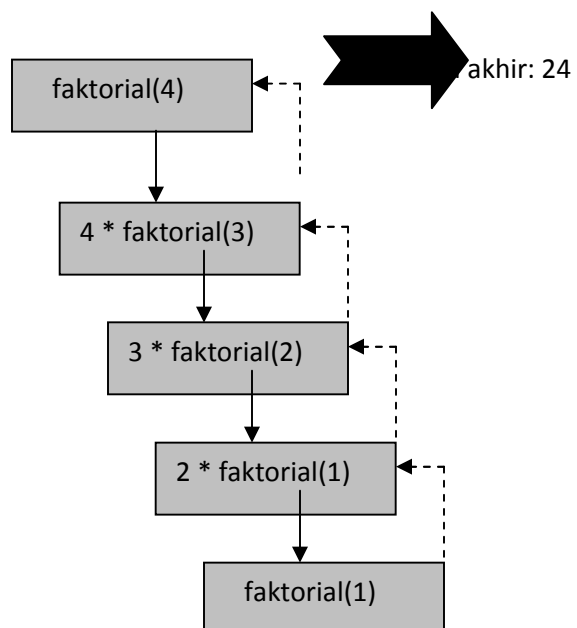 faktorial(4)
akhir: 24
4 * faktorial(3)
3 * faktorial(2)
2 * faktorial(1)
faktorial(1)